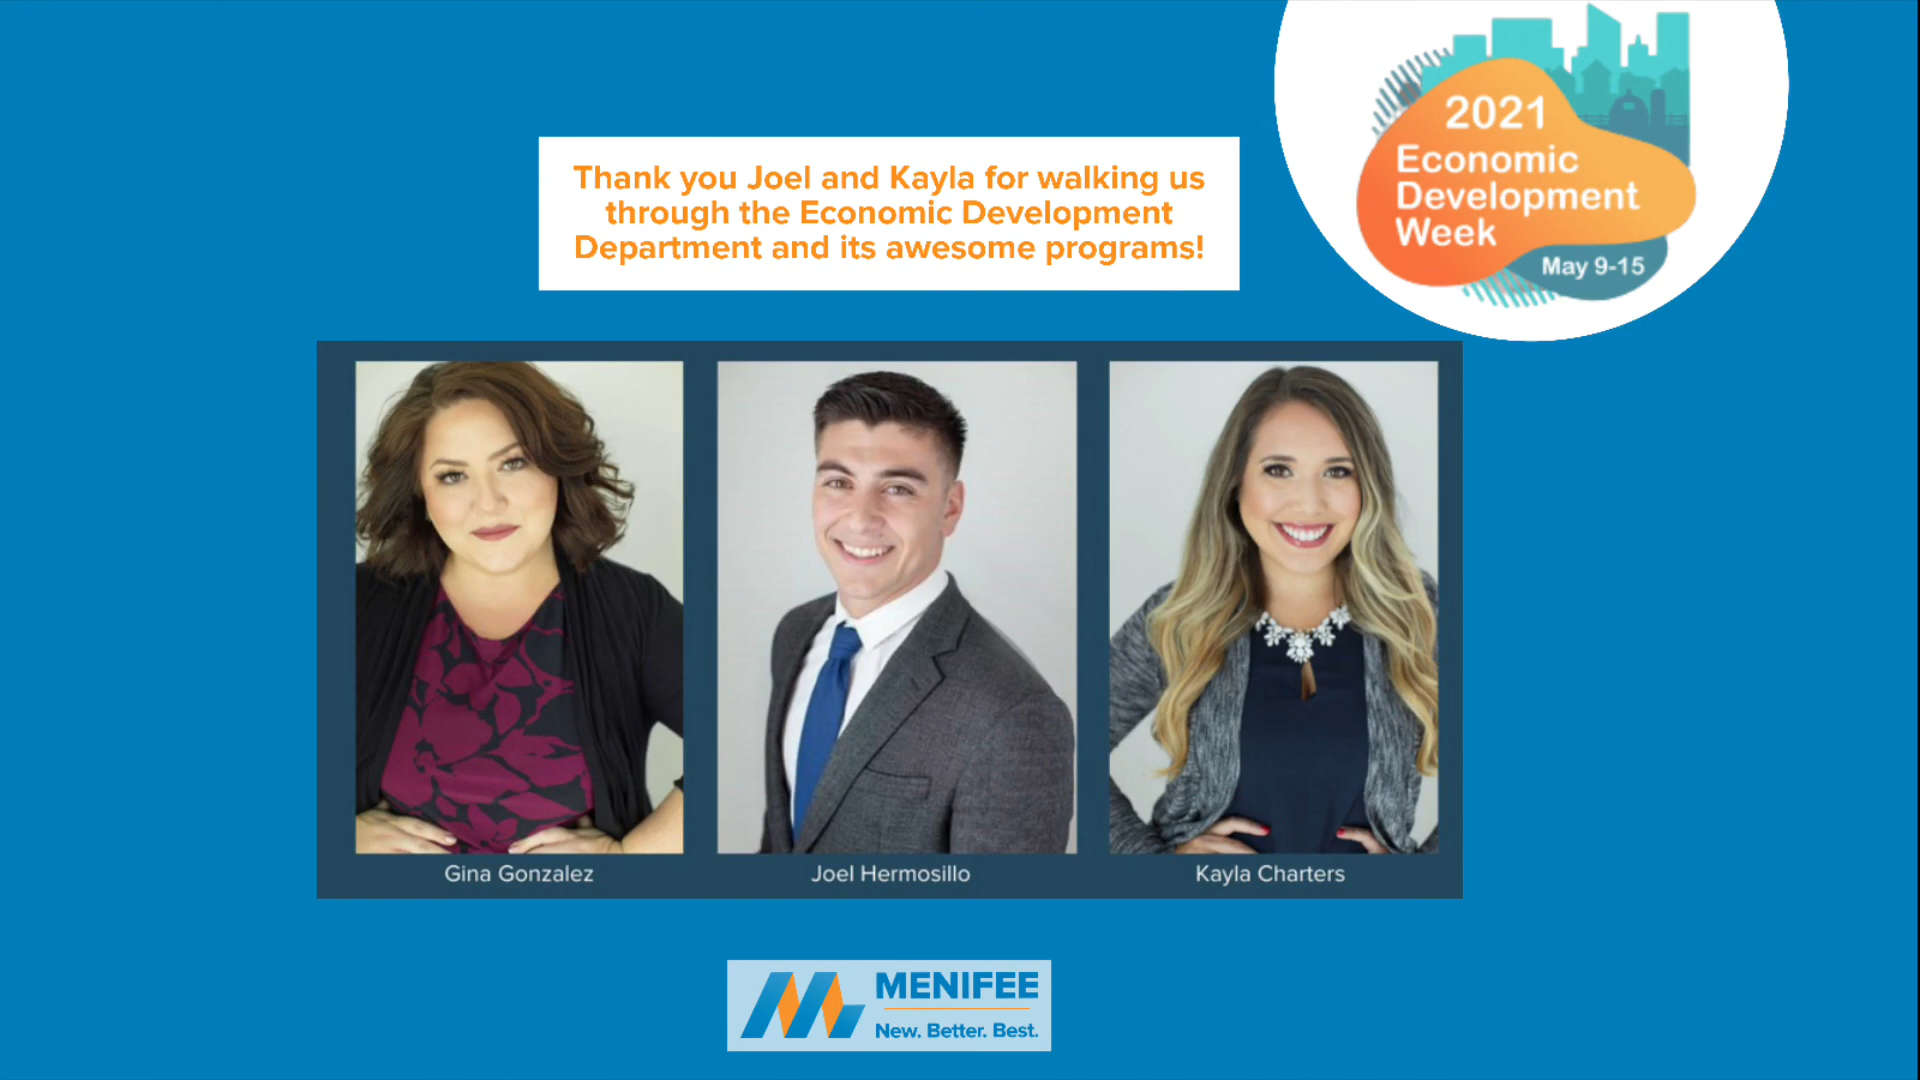 2021
Economic
Development
Week
May 9-15
Thank you Joel and Kayla for walking us
through the Economic Development
Department and its awesome programs!
Gina Gonzalez
Joel Hermosillo
Kayla Charters
MENIFEE
New. Better. Best.